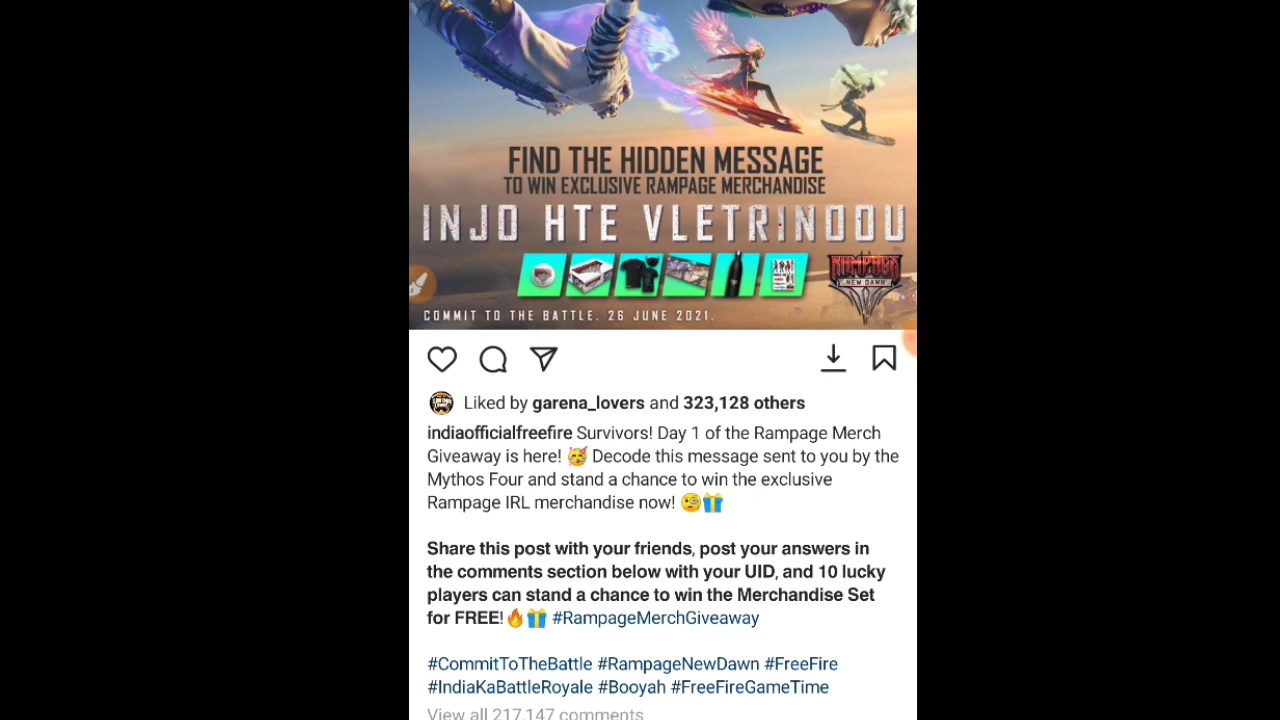 FIND THE HIDDEN MESSAGE
TO WIN EXCLUSIVE RAMPAGE MERCHANDISE
INJO HTE VLETRINOOU
RAMPAGE
NEW DAWN
COMMIT TO THE BATTLE. 26 JUNE 2021.
Liked by garena_lovers and 323,128 others
indiaofficialfreefire Survivors! Day 1 of the Rampage Merch
Giveaway is here! 🥳 Decode this message sent to you by the
Mythos Four and stand a chance to win the exclusive
Rampage IRL merchandise now! 🧐🎁
Share this post with your friends, post your answers in
the comments section below with your UID, and 10 lucky
players can stand a chance to win the Merchandise Set
for FREE!🔥🎁 #RampageMerchGiveaway
#CommitToTheBattle #RampageNewDawn #FreeFire
#IndiaKaBattleRoyale #Booyah #FreeFireGameTime
View all 217,147 comments